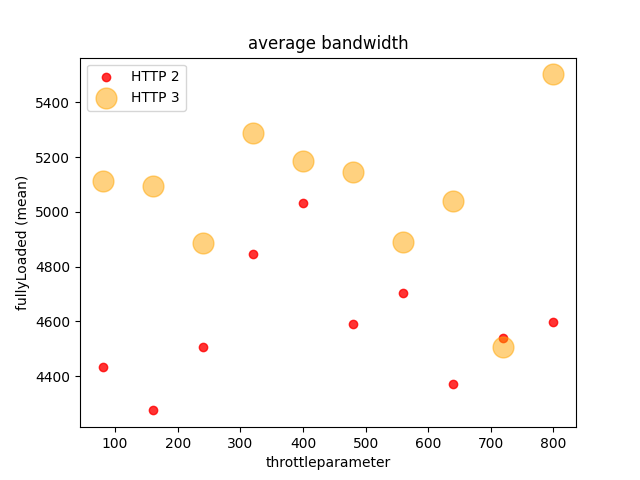 average bandwidth
HTTP 2
HTTP 3
fullyLoaded (mean)
5400
5200
5000
4800
4600
4400
100 200 300 400 500 600 700 800
throttleparameter